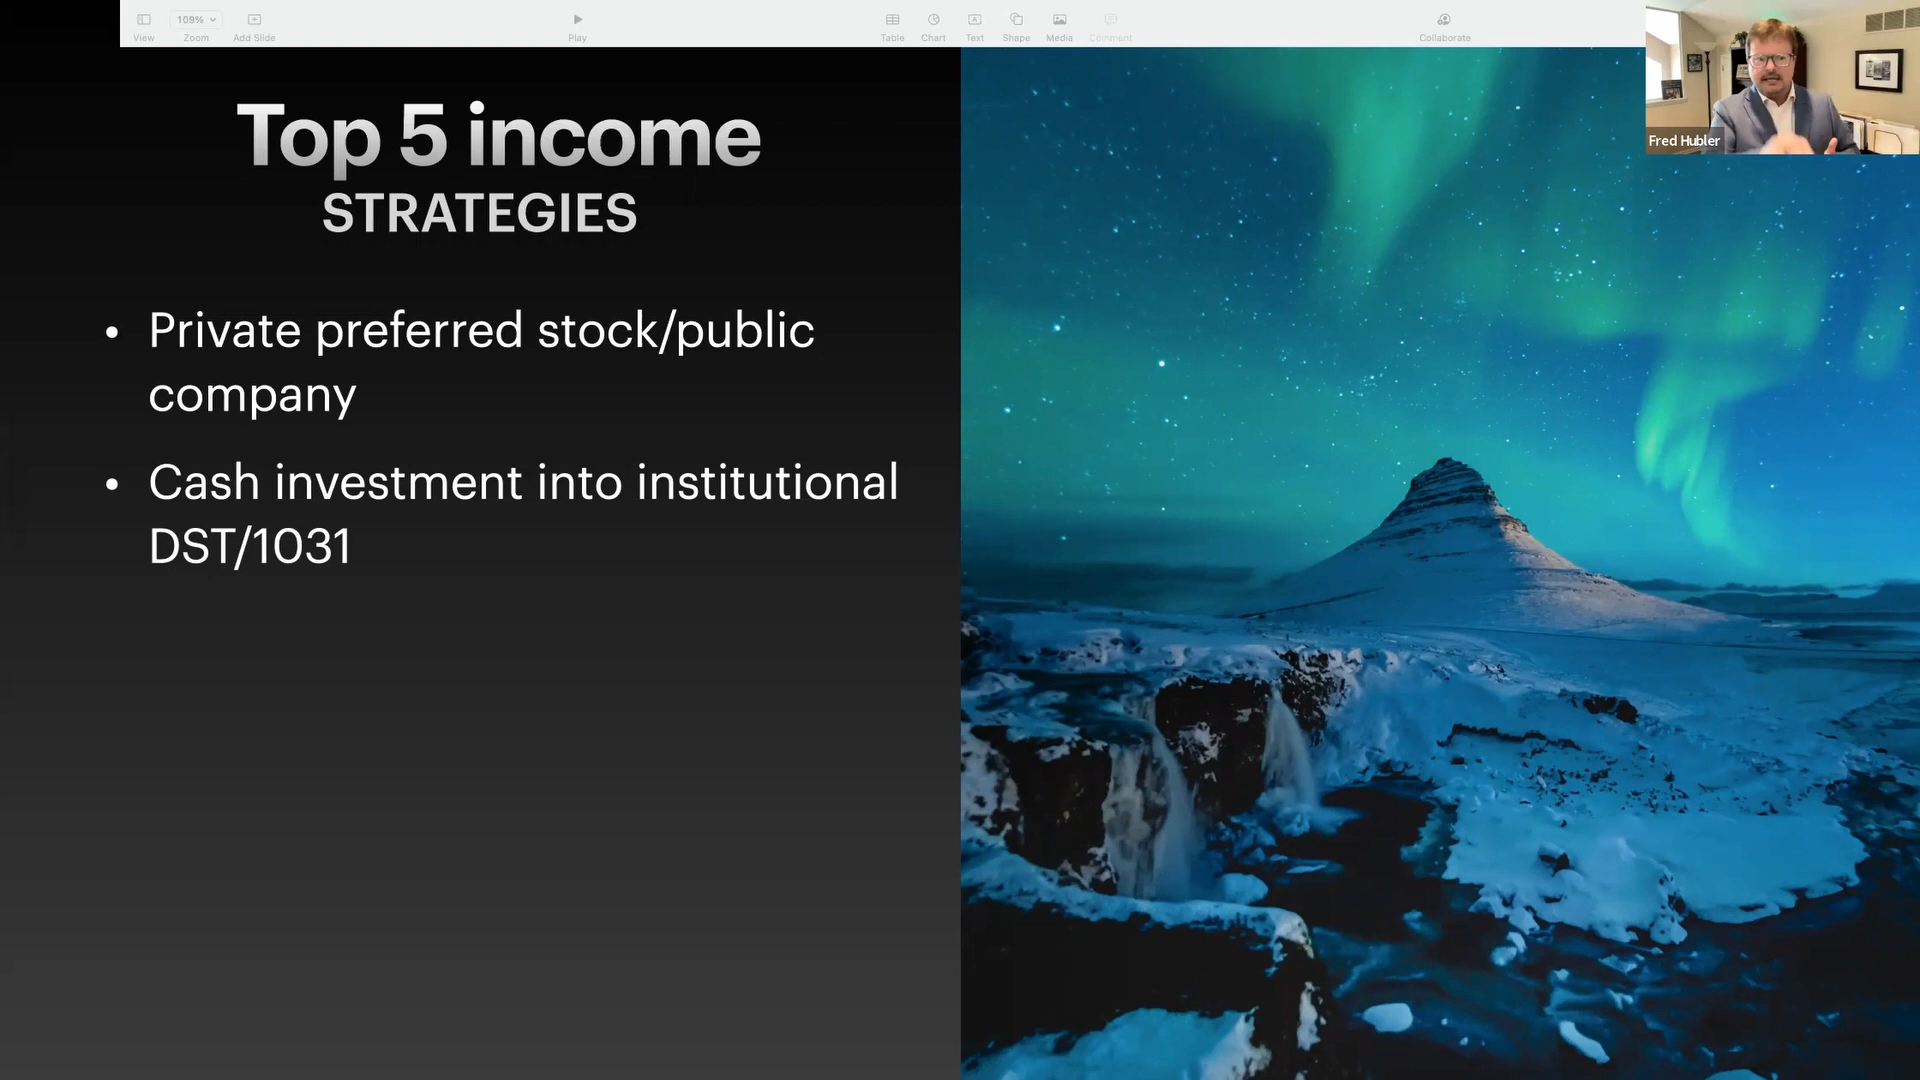 109%
View
Zoom
Add Slide
Play
Table
Chart
Text
Shape
Media
Comment
Collaborate
Fred Hubler
Top 5 income
STRATEGIES
• Private preferred stock/public
company
• Cash investment into institutional
DST/1031